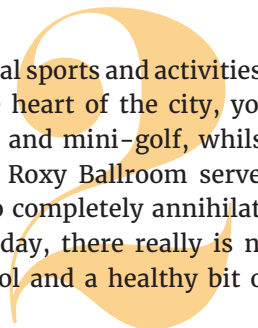 2
al sports and activities
heart of the city, yo
and mini-golf, whils
Roxy Ballroom serve
o completely annihilat
day, there really is n
ol and a healthy bit o